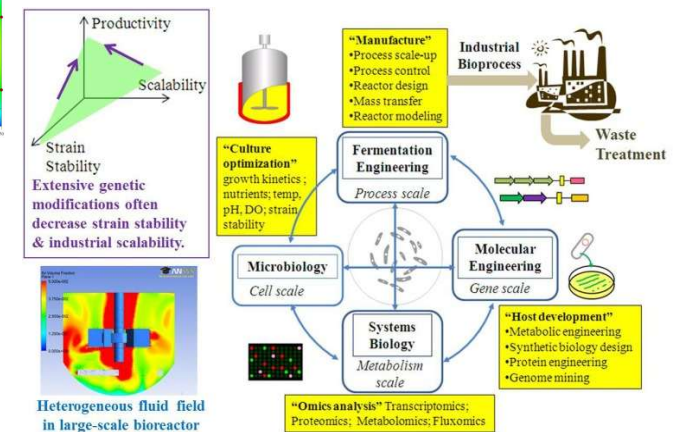 Productivity
Scalability
Strain
Stability
Extensive genetic
modifications often
decrease strain stability
& industrial scalability.
Heterogeneous fluid field
in large-scale bioreactor
"Manufacture"
•Process scale-up
•Process control
•Reactor design
•Mass transfer
•Reactor modeling
Industrial
Bioprocess
Waste
Treatment
"Culture
optimization"
growth kinetics ;
nutrients; temp,
pH, DO; strain
stability
Fermentation
Engineering
Process scale
Microbiology
Cell scale
Molecular
Engineering
Gene scale
Systems
Biology
Metabolism
scale
"Host development"
•Metabolic engineering
•Synthetic biology design
•Protein engineering
•Genome mining
"Omics analysis" Transcriptomics;
Proteomics; Metabolomics; Fluxomics